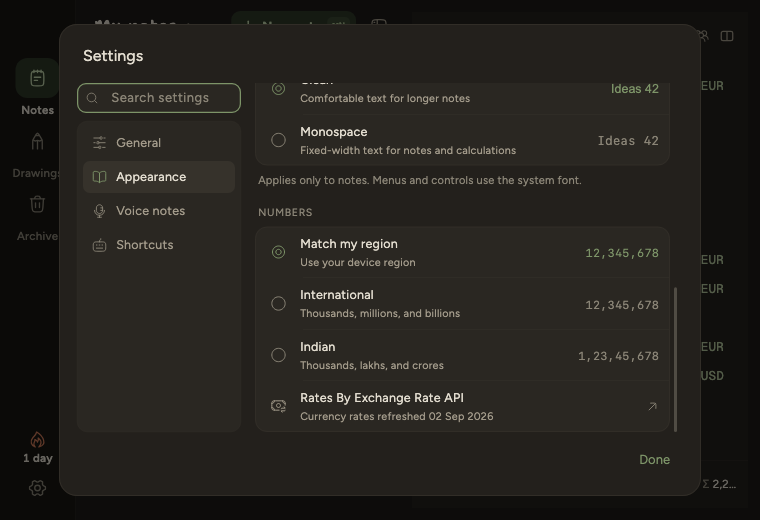 Settings
Search settings
General
Appearance
Voice notes
Shortcuts
Comfortable text for longer notes
Ideas 42
Monospace
Fixed-width text for notes and calculations
Ideas 42
Applies only to notes. Menus and controls use the system font.
NUMBERS
Match my region
Use your device region
12,345,678
International
Thousands, millions, and billions
12,345,678
Indian
Thousands, lakhs, and crores
1,23,45,678
Rates By Exchange Rate API
Currency rates refreshed 02 Sep 2026
Done
Notes
Drawings
Archive
1 day
EUR
EUR
EUR
EUR
USD
Σ 2,2...